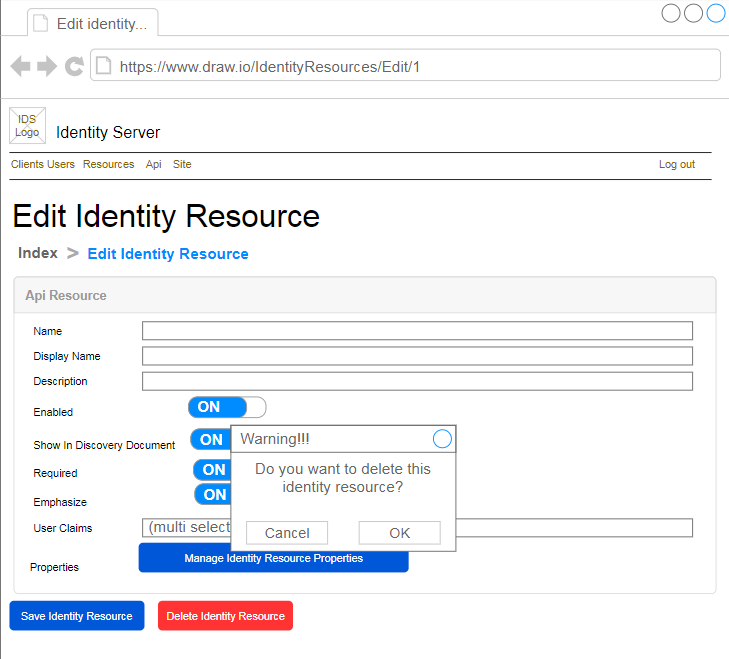 Edit identity...
https://www.draw.io/IdentityResources/Edit/1
IDS
Logo
Identity Server
Clients Users Resources Api Site Log out
Edit Identity Resource
Index > Edit Identity Resource
Api Resource
Name
Display Name
Description
Enabled ON
Show In Discovery Document ON
Required ON
Emphasize ON
User Claims (multi select
Properties Manage Identity Resource Properties
Warning!!!
Do you want to delete this
identity resource?
Cancel OK
Save Identity Resource Delete Identity Resource